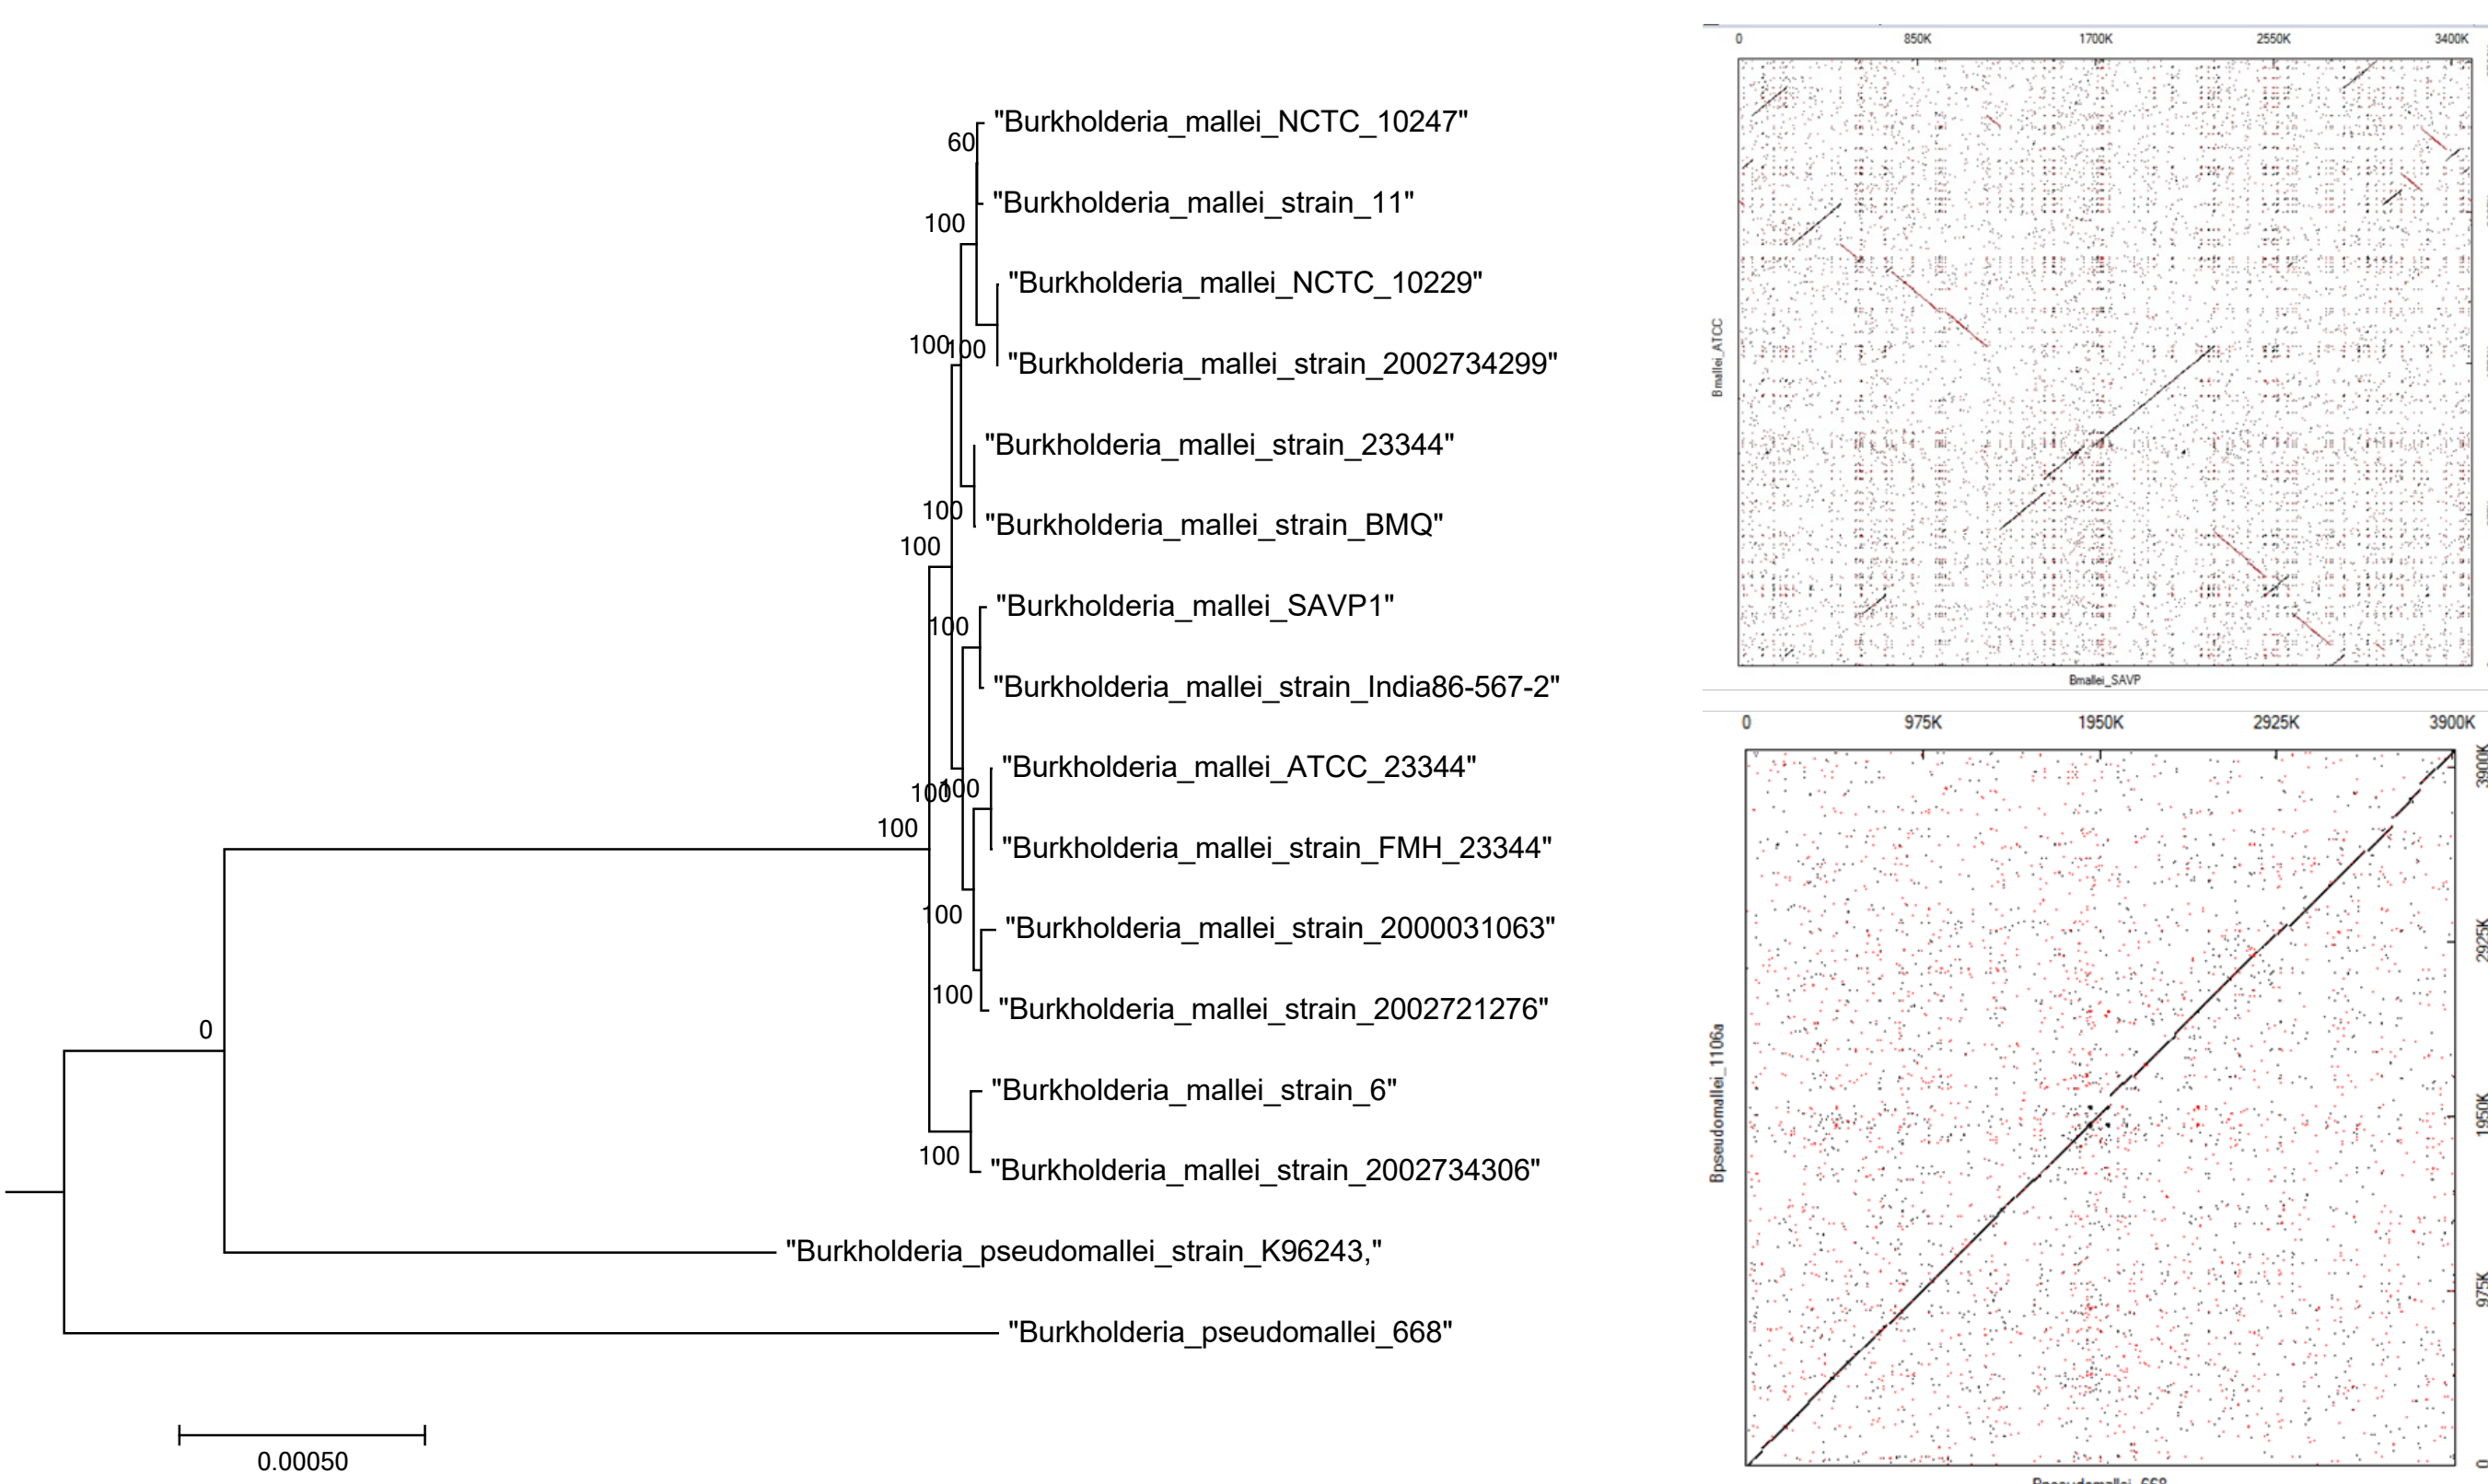 "Burkholderia_mallei_NCTC_10247"
60
"Burkholderia_mallei_strain_11"
100
"Burkholderia_mallei_NCTC_10229"
100
100
"Burkholderia_mallei_strain_2002734299"
"Burkholderia_mallei_strain_23344"
100
"Burkholderia_mallei_strain_BMQ"
100
"Burkholderia_mallei_SAVP1"
100
"Burkholderia_mallei_strain_India86-567-2"
"Burkholderia_mallei_ATCC_23344"
100
100
100
"Burkholderia_mallei_strain_FMH_23344"
100
"Burkholderia_mallei_strain_2000031063"
100
"Burkholderia_mallei_strain_2002721276"
0
"Burkholderia_mallei_strain_6"
100
"Burkholderia_mallei_strain_2002734306"
"Burkholderia_pseudomallei_strain_K96243,"
"Burkholderia_pseudomallei_668"
0.00050
0 850K 1700K 2550K 3400K
Bmallei_ATCC
Bmallei_SAVP
0 975K 1950K 2925K 3900K
Bpseudomallei_1106a
3900K
2925K
1950K
975K
0
Bpseudomallei_668